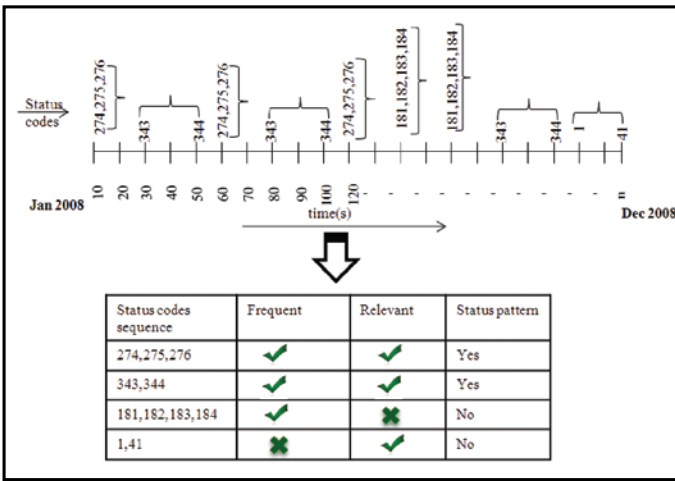 Status codes
274,275,276
343
344
274,275,276
343
344
274,275,276
181,182,183,184
181,182,183,184
343
344
1
41
Jan 2008
10 20 30 40 50 60 70 80 90 100 120 - - - - - - - - - - n
Dec 2008
time(s)
Status codes sequence Frequent Relevant Status pattern
274,275,276 ✔ ✔ Yes
343,344 ✔ ✔ Yes
181,182,183,184 ✔ ✖ No
1,41 ✖ ✔ No